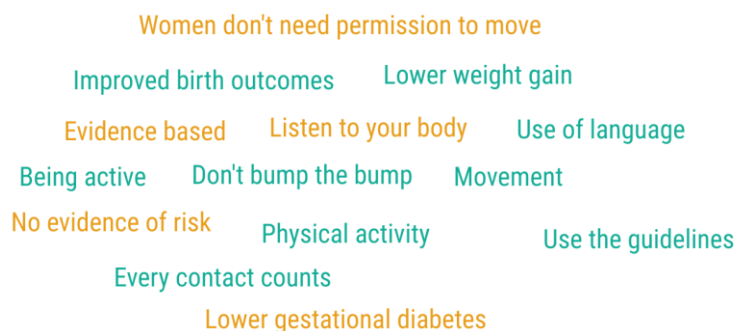 Women don't need permission to move
Improved birth outcomes
Lower weight gain
Evidence based
Listen to your body
Use of language
Being active
Don't bump the bump
Movement
No evidence of risk
Physical activity
Use the guidelines
Every contact counts
Lower gestational diabetes